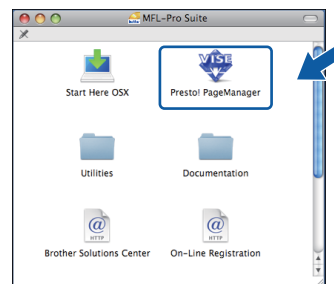 MFL-Pro Suite
VISE
Start Here OSX
Presto! PageManager
Utilities
Documentation
@
HTTP
@
HTTP
Brother Solutions Center
On-Line Registration